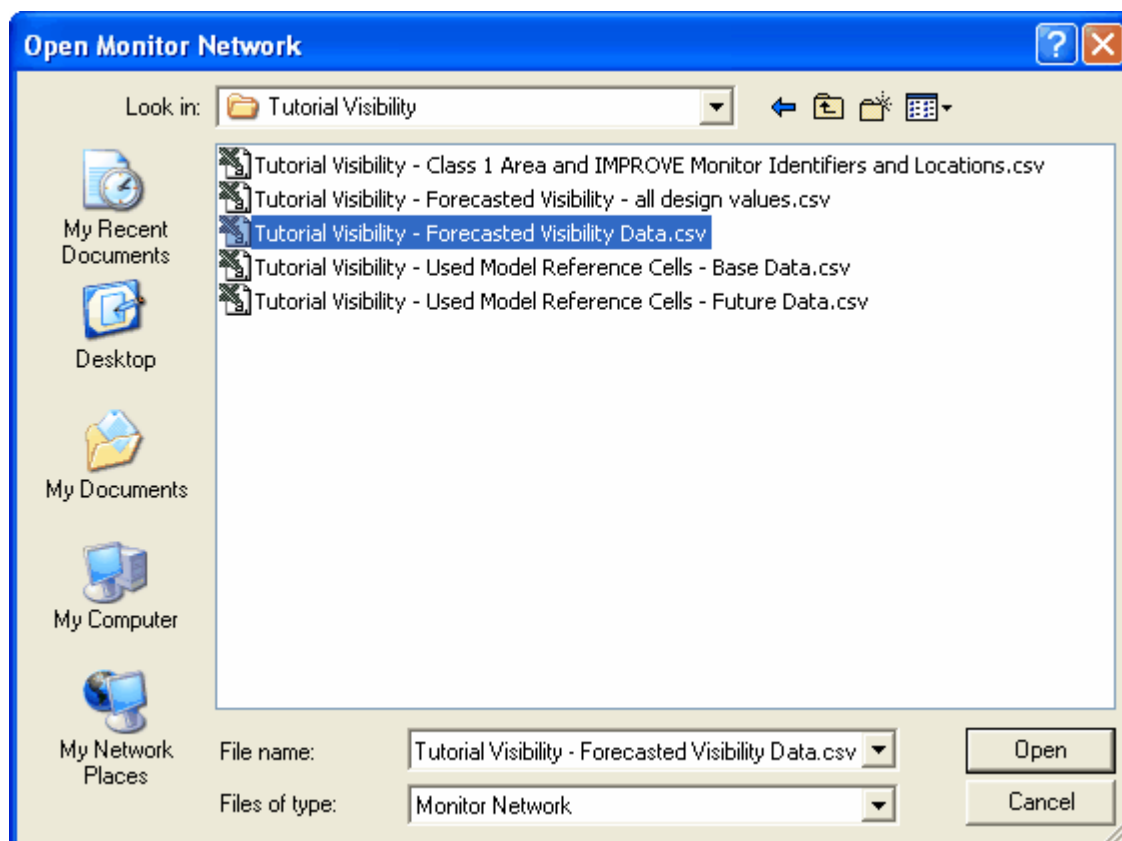 Open Monitor Network
Look in: Tutorial Visibility
Tutorial Visibility - Class 1 Area and IMPROVE Monitor Identifiers and Locations.csv
Tutorial Visibility - Forecasted Visibility - all design values.csv
Tutorial Visibility - Forecasted Visibility Data.csv
Tutorial Visibility - Used Model Reference Cells - Base Data.csv
Tutorial Visibility - Used Model Reference Cells - Future Data.csv
My Recent
Documents
Desktop
My Documents
My Computer
My Network
Places
File name: Tutorial Visibility - Forecasted Visibility Data.csv Open
Files of type: Monitor Network Cancel